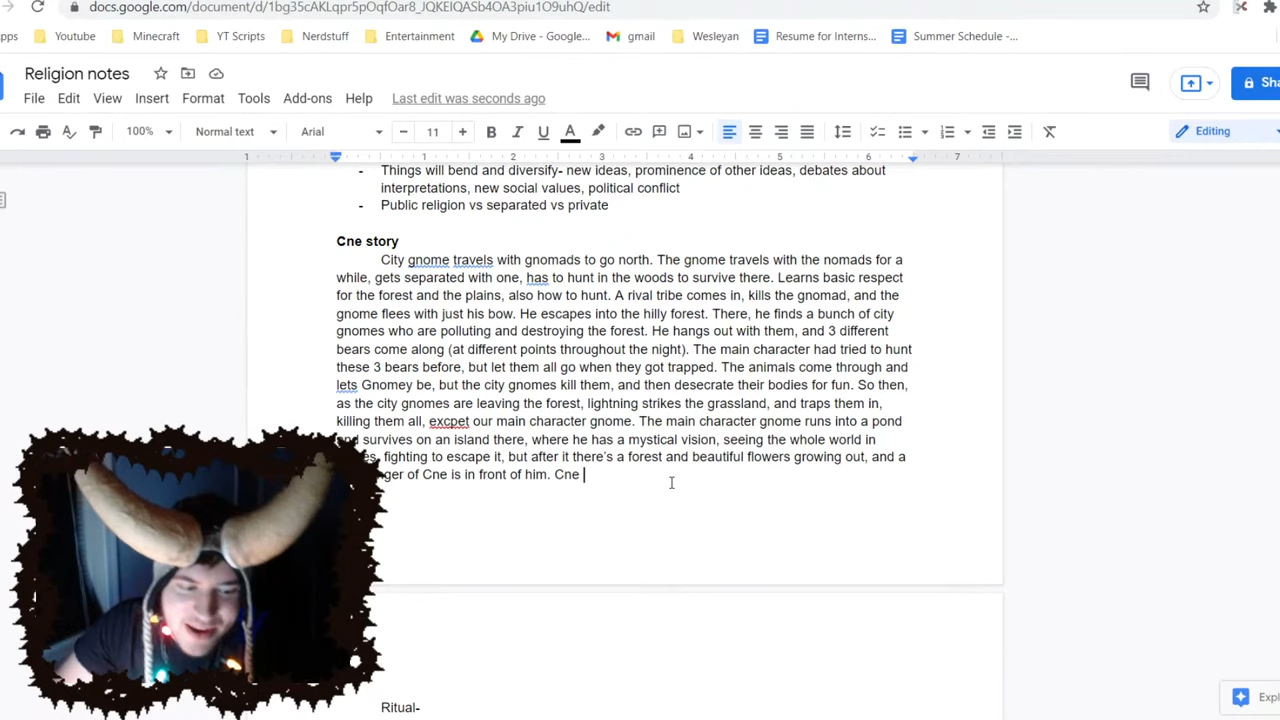 docs.google.com/document/d/1bg35cAKLqpr5pOqfOar8_JQKEIQASb4OA3piu1O9uhQ/edit
Youtube Minecraft YT Scripts Nerdstuff Entertainment My Drive - Google... gmail Wesleyan Resume for Interns... Summer Schedule -...
Religion notes
File Edit View Insert Format Tools Add-ons Help Last edit was seconds ago
100% Normal text Arial 11 Editing
1 1 2 3 4 5 6 7
- Things will bend and diversify- new ideas, prominence of other ideas, debates about
interpretations, new social values, political conflict
- Public religion vs separated vs private
Cne story
City gnome travels with gnomads to go north. The gnome travels with the nomads for a
while, gets separated with one, has to hunt in the woods to survive there. Learns basic respect
for the forest and the plains, also how to hunt. A rival tribe comes in, kills the gnomad, and the
gnome flees with just his bow. He escapes into the hilly forest. There, he finds a bunch of city
gnomes who are polluting and destroying the forest. He hangs out with them, and 3 different
bears come along (at different points throughout the night). The main character had tried to hunt
these 3 bears before, but let them all go when they got trapped. The animals come through and
lets Gnomey be, but the city gnomes kill them, and then desecrate their bodies for fun. So then,
as the city gnomes are leaving the forest, lightning strikes the grassland, and traps them in,
killing them all, excpet our main character gnome. The main character gnome runs into a pond
survives on an island there, where he has a mystical vision, seeing the whole world in
fighting to escape it, but after it there's a forest and beautiful flowers growing out, and a
of Cne is in front of him. Cne
Ritual-